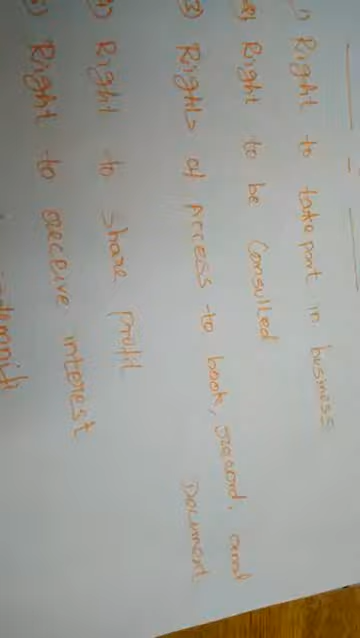 1) Right to take part in business
2) Right to be Consulled
3) Rights of Access to book, record, and
Document
4) Right to share profit
5) Right to receive interest